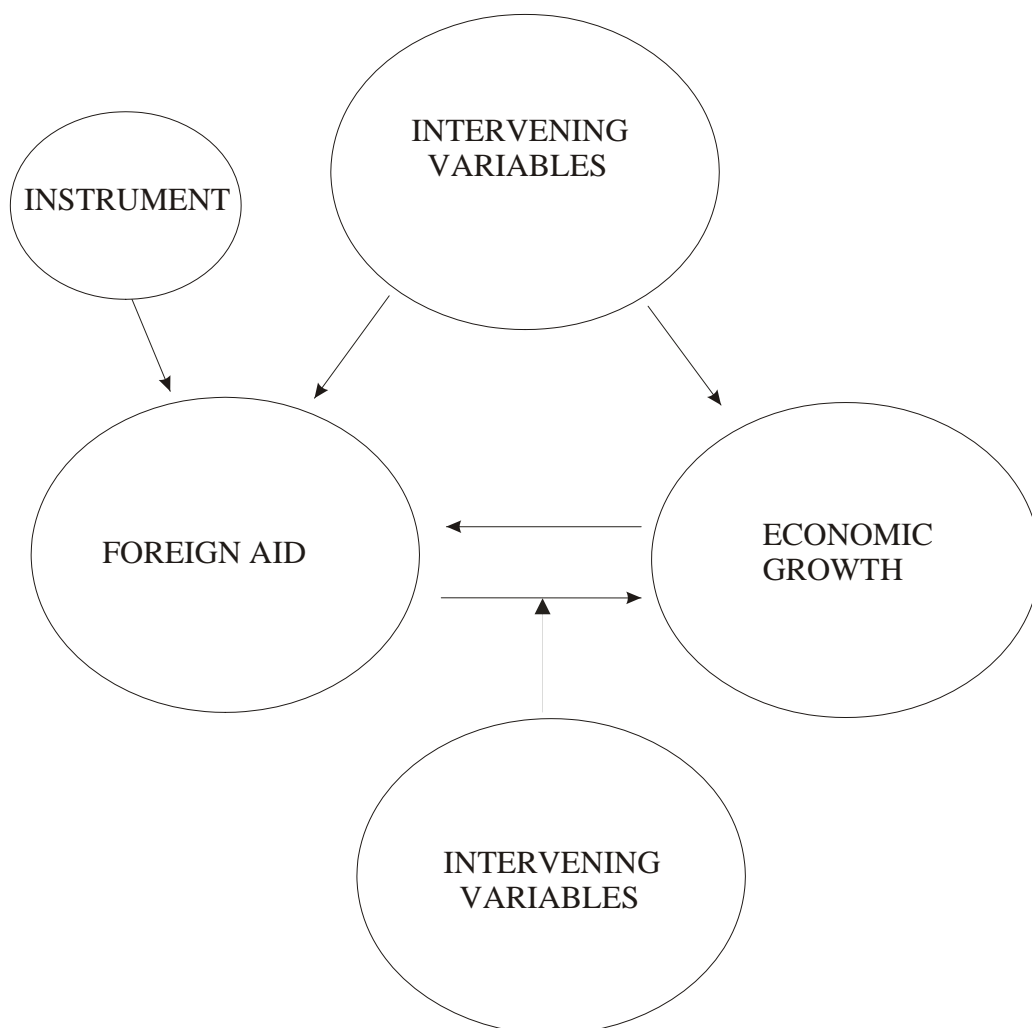 INTERVENING
VARIABLES
INSTRUMENT
FOREIGN AID
ECONOMIC
GROWTH
INTERVENING
VARIABLES